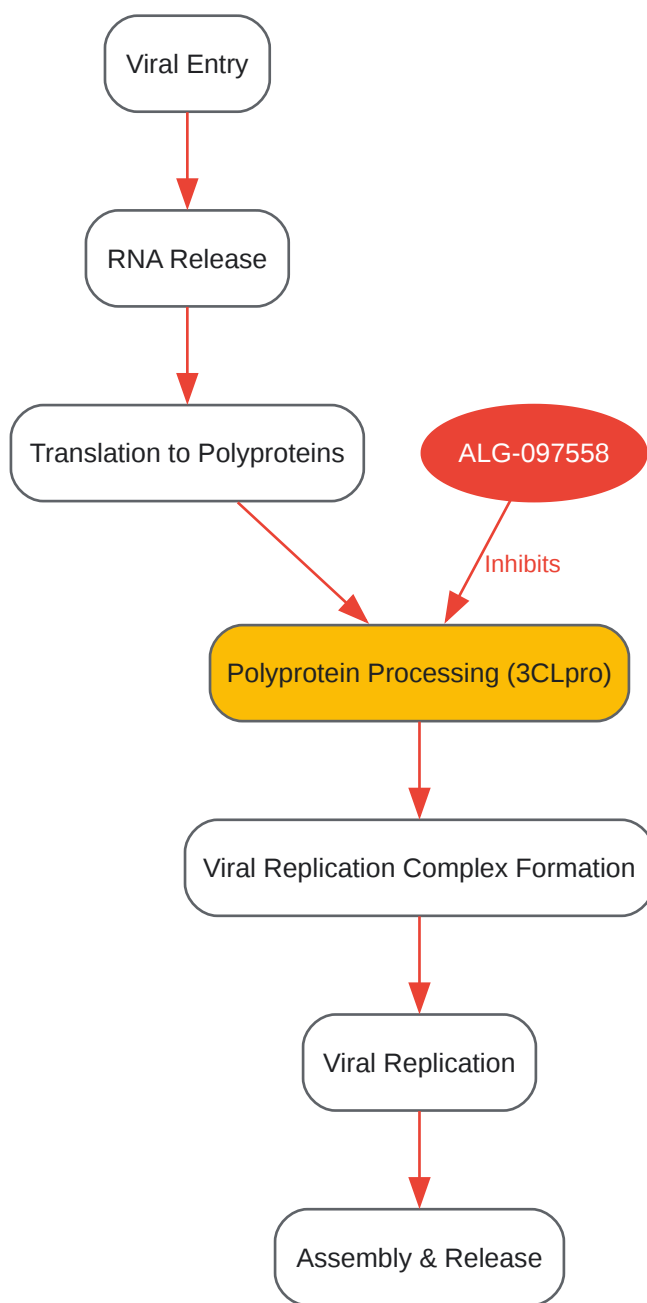 Viral Entry
RNA Release
Translation to Polyproteins
ALG-097558
Inhibits
Polyprotein Processing (3CLpro)
Viral Replication Complex Formation
Viral Replication
Assembly & Release